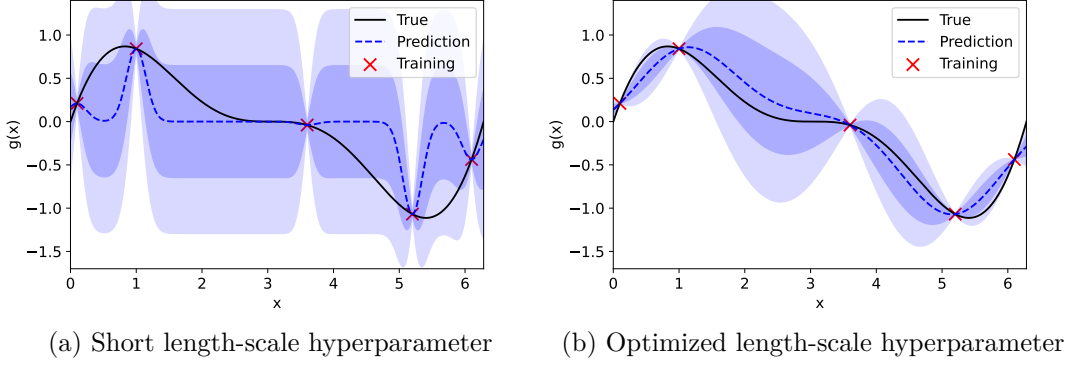 1.0
0.5
0.0
−0.5
−1.0
−1.5
g(x)
0 1 2 3 4 5 6
x
True
Prediction
Training
(a) Short length-scale hyperparameter
1.0
0.5
0.0
−0.5
−1.0
−1.5
g(x)
0 1 2 3 4 5 6
x
True
Prediction
Training
(b) Optimized length-scale hyperparameter